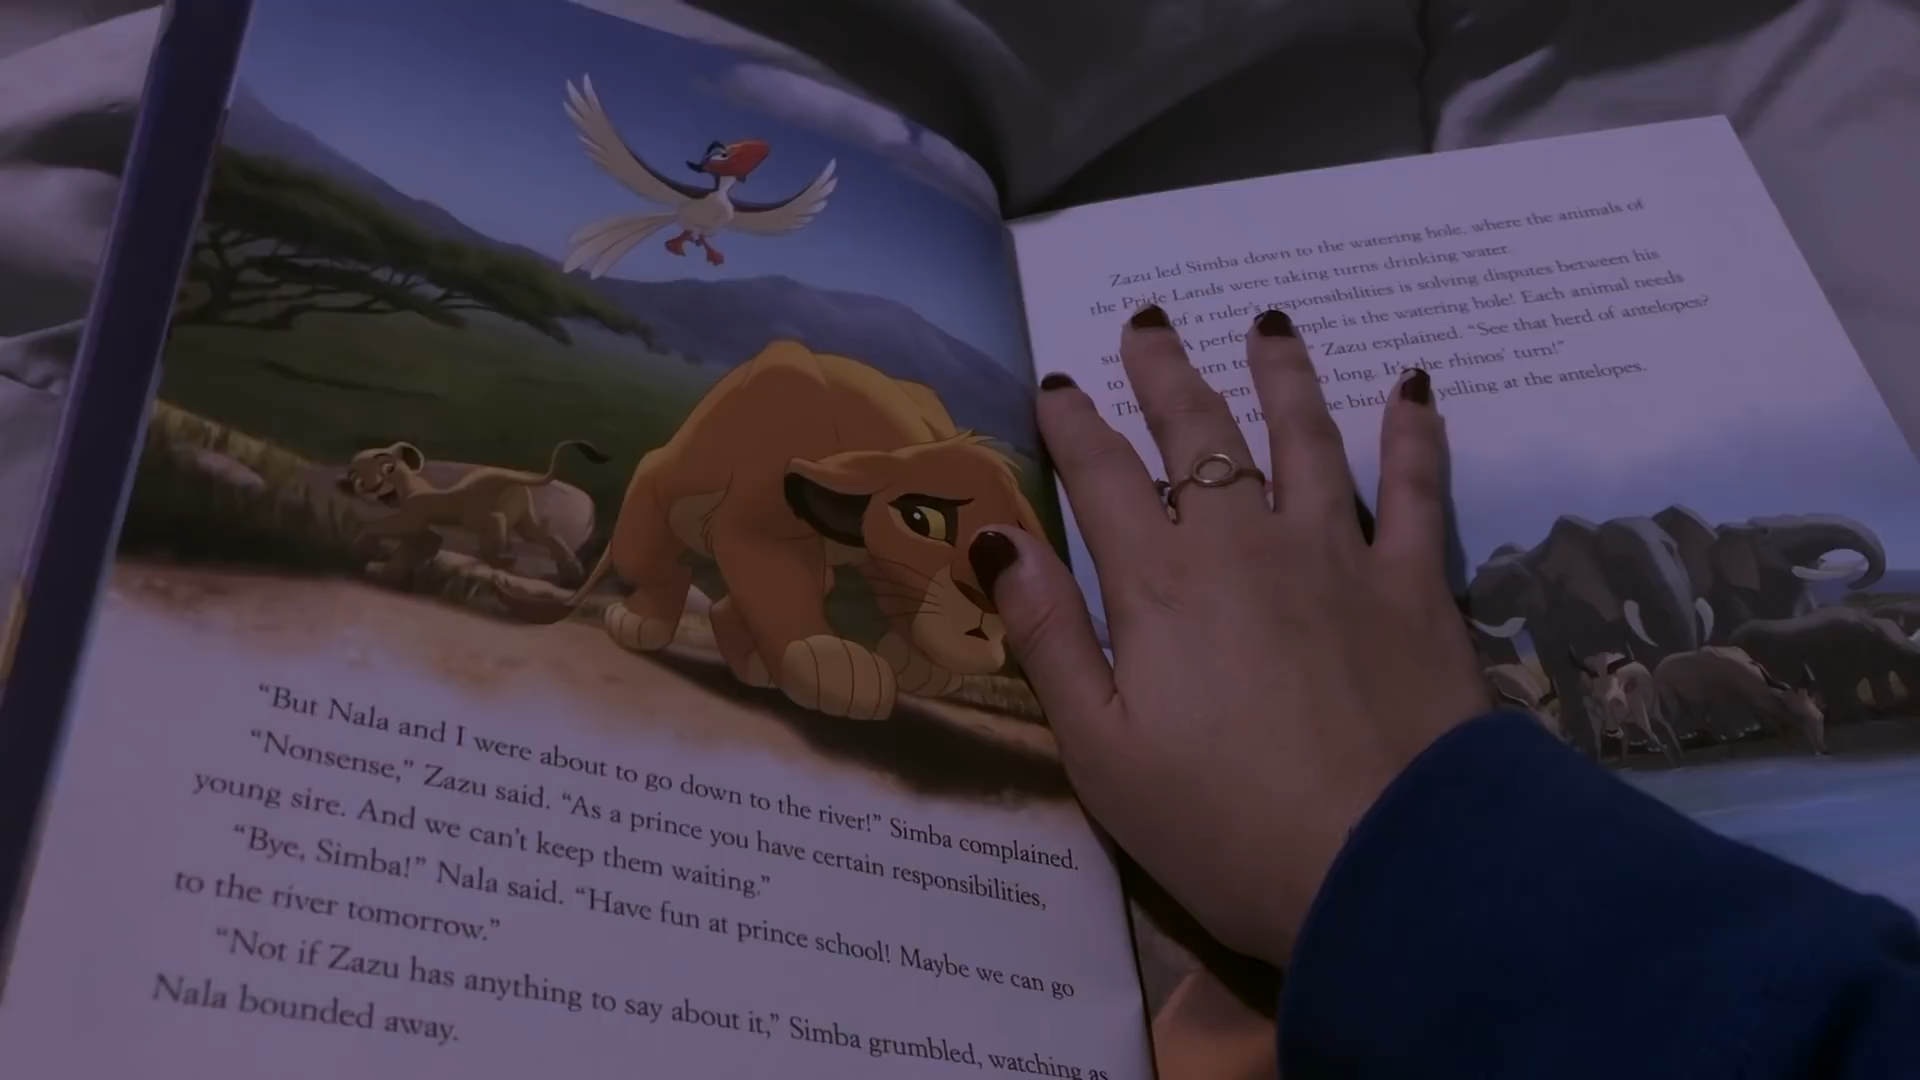 “But Nala and I were about to go down to the river!” Simba complained.
“Nonsense,” Zazu said. “As a prince you have certain responsibilities,
young sire. And we can’t keep them waiting.”
“Bye, Simba!” Nala said. “Have fun at prince school! Maybe we can go
to the river tomorrow.”
“Not if Zazu has anything to say about it,” Simba grumbled, watching as
Nala bounded away.
Zazu led Simba down to the watering hole, where the animals of
the Pride Lands were taking turns drinking water.
of a ruler’s responsibilities is solving disputes between his
is the watering hole! Each animal needs
to Zazu explained. “See that herd of antelopes?
long. It’s the rhinos’ turn!”
bird yelling at the antelopes.